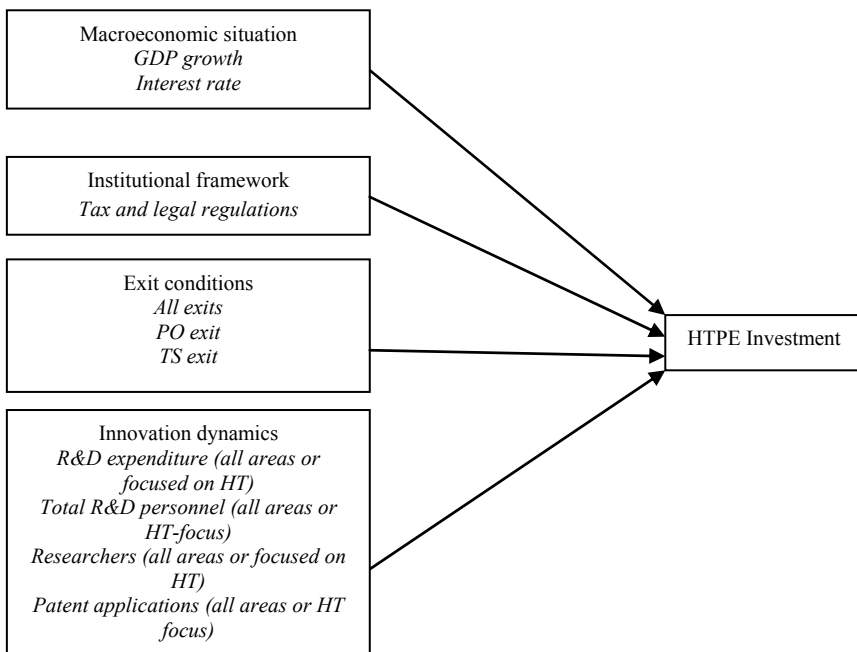 Macroeconomic situation
GDP growth
Interest rate
Institutional framework
Tax and legal regulations
Exit conditions
All exits
PO exit
TS exit
HTPE Investment
Innovation dynamics
R&D expenditure (all areas or
focused on HT)
Total R&D personnel (all areas or
HT-focus)
Researchers (all areas or focused on
HT)
Patent applications (all areas or HT
focus)